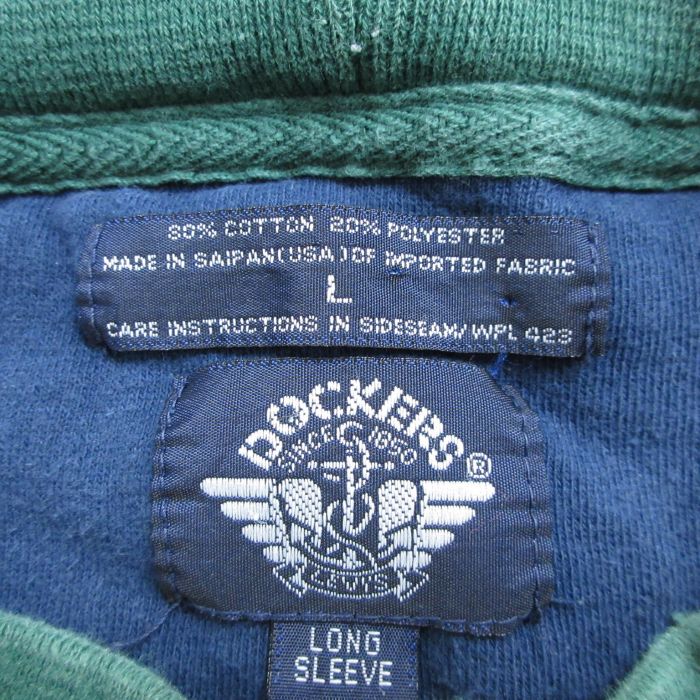 80% COTTON 20% POLYESTER
MADE IN SAIPAN(USA)OF IMPORTED FABRIC
L
CARE INSTRUCTIONS IN SIDESEAM/WPL 423
DOCKERS®
SINCE 1850
LEVI'S
LONG
SLEEVE